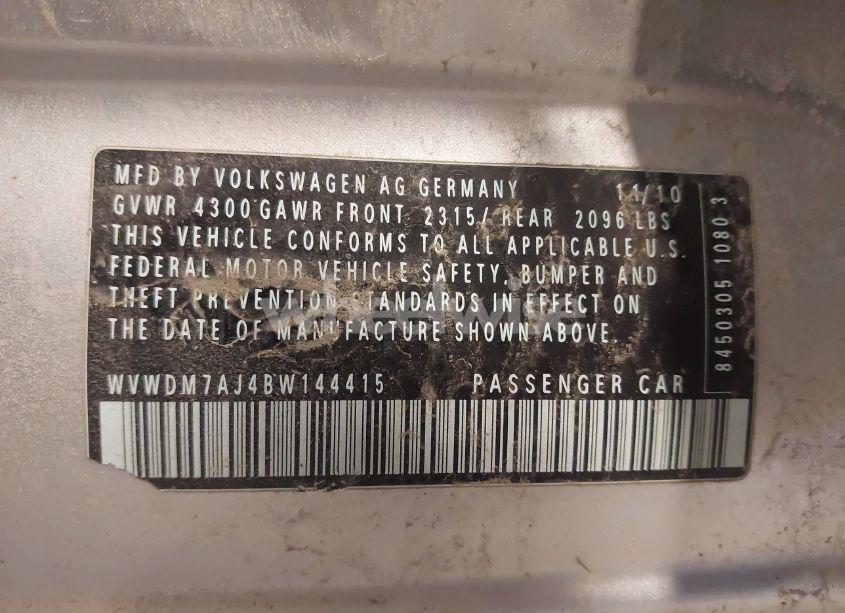 MFD BY VOLKSWAGEN AG GERMANY 11/10
GVWR 4300 GAWR FRONT 2315/ REAR 2096 LBS
THIS VEHICLE CONFORMS TO ALL APPLICABLE U.S.
FEDERAL MOTOR VEHICLE SAFETY, BUMPER AND
THEFT PREVENTION STANDARDS IN EFFECT ON
THE DATE OF MANUFACTURE SHOWN ABOVE.
WVWDM7AJ4BW144415 PASSENGER CAR
8450305 1080 3